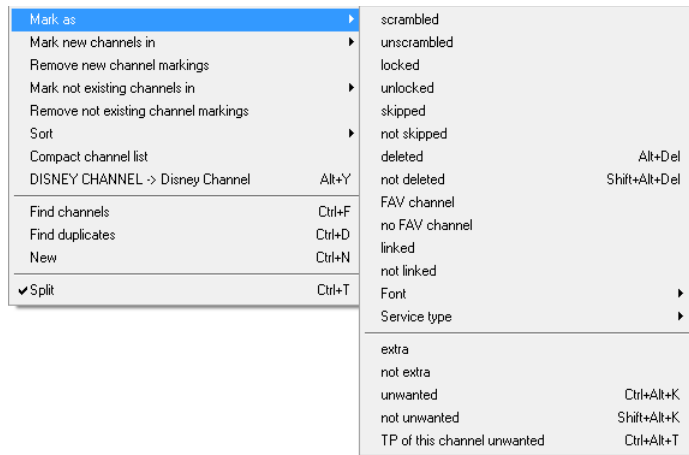 Mark as
Mark new channels in
Remove new channel markings
Mark not existing channels in
Remove not existing channel markings
Sort
Compact channel list
DISNEY CHANNEL -> Disney Channel Alt+Y
Find channels Ctrl+F
Find duplicates Ctrl+D
New Ctrl+N
Split Ctrl+T
scrambled
unscrambled
locked
unlocked
skipped
not skipped
deleted Alt+Del
not deleted Shift+Alt+Del
FAV channel
no FAV channel
linked
not linked
Font
Service type
extra
not extra
unwanted Ctrl+Alt+K
not unwanted Shift+Alt+K
TP of this channel unwanted Ctrl+Alt+T